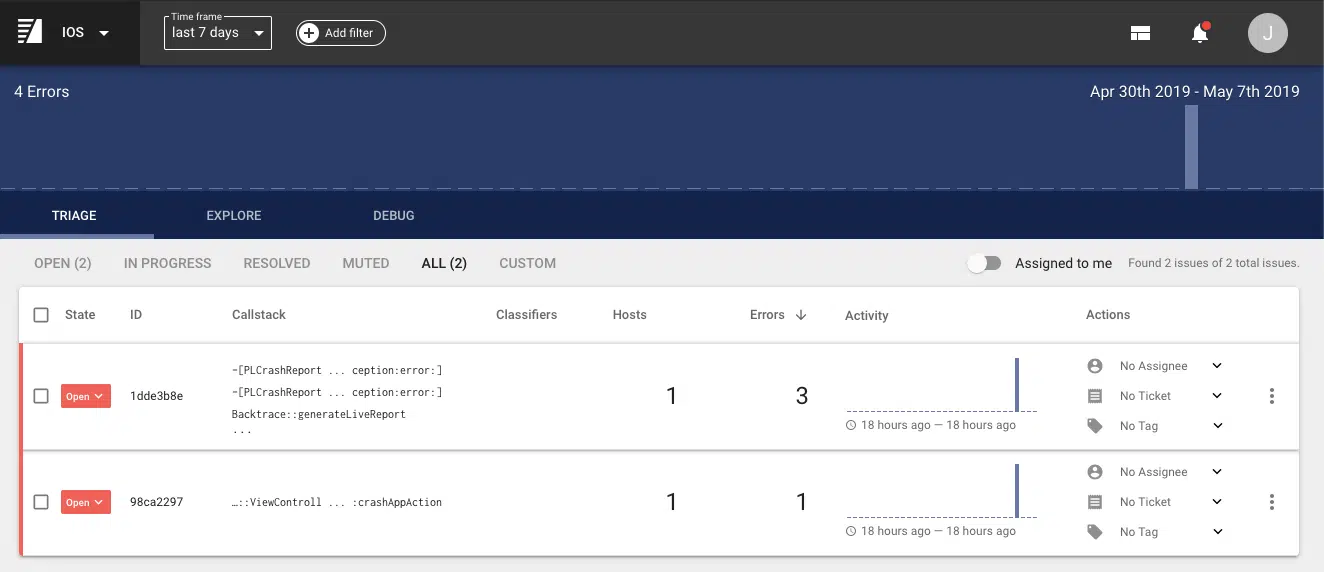 IOS
Time frame
last 7 days
Add filter
J
4 Errors
Apr 30th 2019 - May 7th 2019
TRIAGE EXPLORE DEBUG
OPEN (2) IN PROGRESS RESOLVED MUTED ALL (2) CUSTOM Assigned to me Found 2 issues of 2 total issues.
State ID Callstack Classifiers Hosts Errors Activity Actions
-[PLCrashReport ... ception:error:]
-[PLCrashReport ... ception:error:]
Backtrace::generateLiveReport
...
Open 1dde3b8e 1 3
18 hours ago — 18 hours ago
No Assignee
No Ticket
No Tag
Open 98ca2297 …::ViewControll ... :crashAppAction 1 1
18 hours ago — 18 hours ago
No Assignee
No Ticket
No Tag